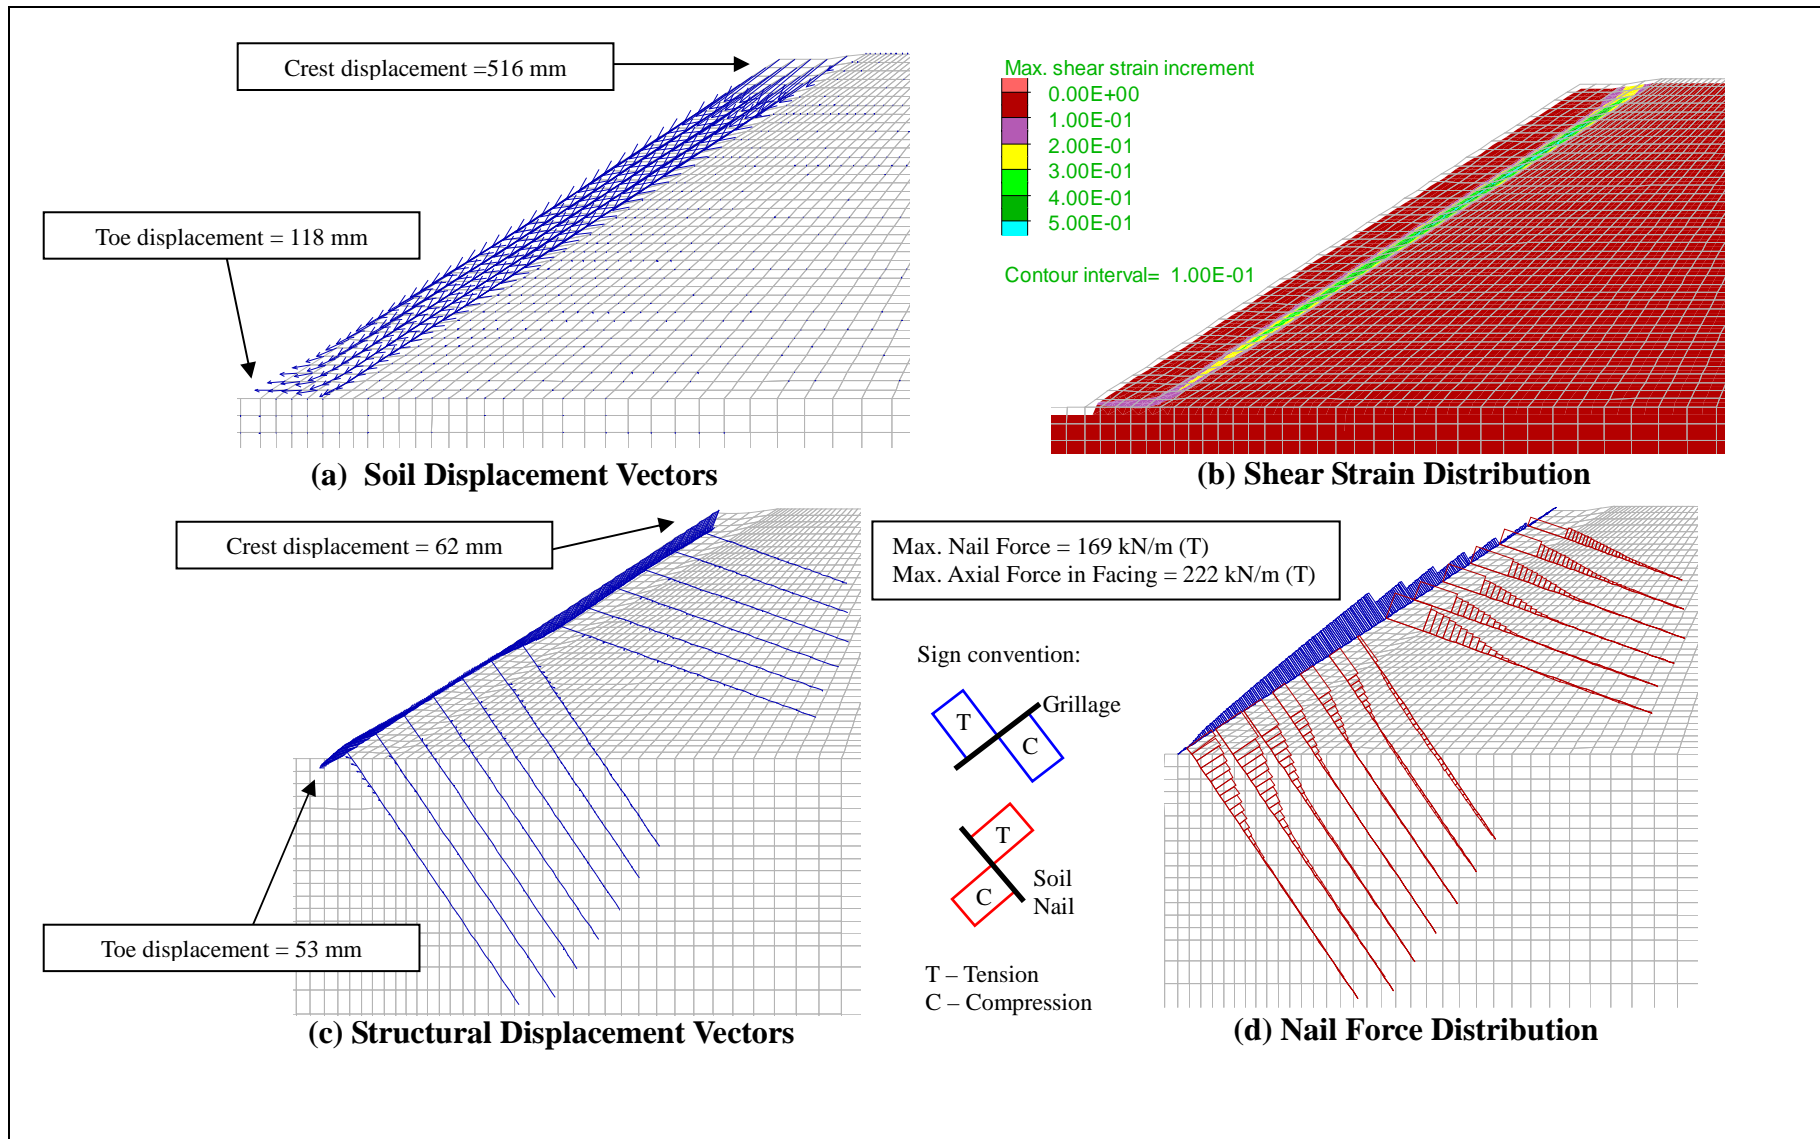 Crest displacement =516 mm
Toe displacement = 118 mm
(a) Soil Displacement Vectors
Max. shear strain increment
0.00E+00
1.00E-01
2.00E-01
3.00E-01
4.00E-01
5.00E-01
Contour interval= 1.00E-01
(b) Shear Strain Distribution
Crest displacement = 62 mm
Toe displacement = 53 mm
(c) Structural Displacement Vectors
Max. Nail Force = 169 kN/m (T)
Max. Axial Force in Facing = 222 kN/m (T)
Sign convention:
Grillage
T
C
T
C
Soil
Nail
T – Tension
C – Compression
(d) Nail Force Distribution